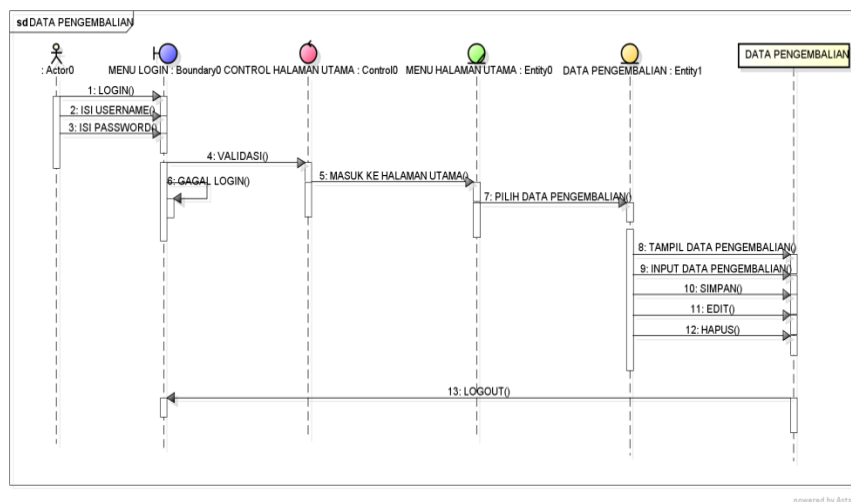 sd DATA PENGEMBALIAN
: Actor0
MENU LOGIN : Boundary0
CONTROL HALAMAN UTAMA : Control0
MENU HALAMAN UTAMA : Entity0
DATA PENGEMBALIAN : Entity1
DATA PENGEMBALIAN
1: LOGIN()
2: ISI USERNAME()
3: ISI PASSWORD()
4: VALIDASI()
5: MASUK KE HALAMAN UTAMA()
6: GAGAL LOGIN()
7: PILIH DATA PENGEMBALIAN()
8: TAMPIL DATA PENGEMBALIAN()
9: INPUT DATA PENGEMBALIAN()
10: SIMPAN()
11: EDIT()
12: HAPUS()
13: LOGOUT()
powered by Asta